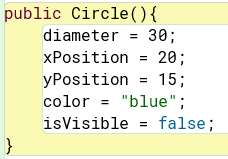 public Circle(){
    diameter = 30;
    xPosition = 20;
    yPosition = 15;
    color = "blue";
    isVisible = false;
}